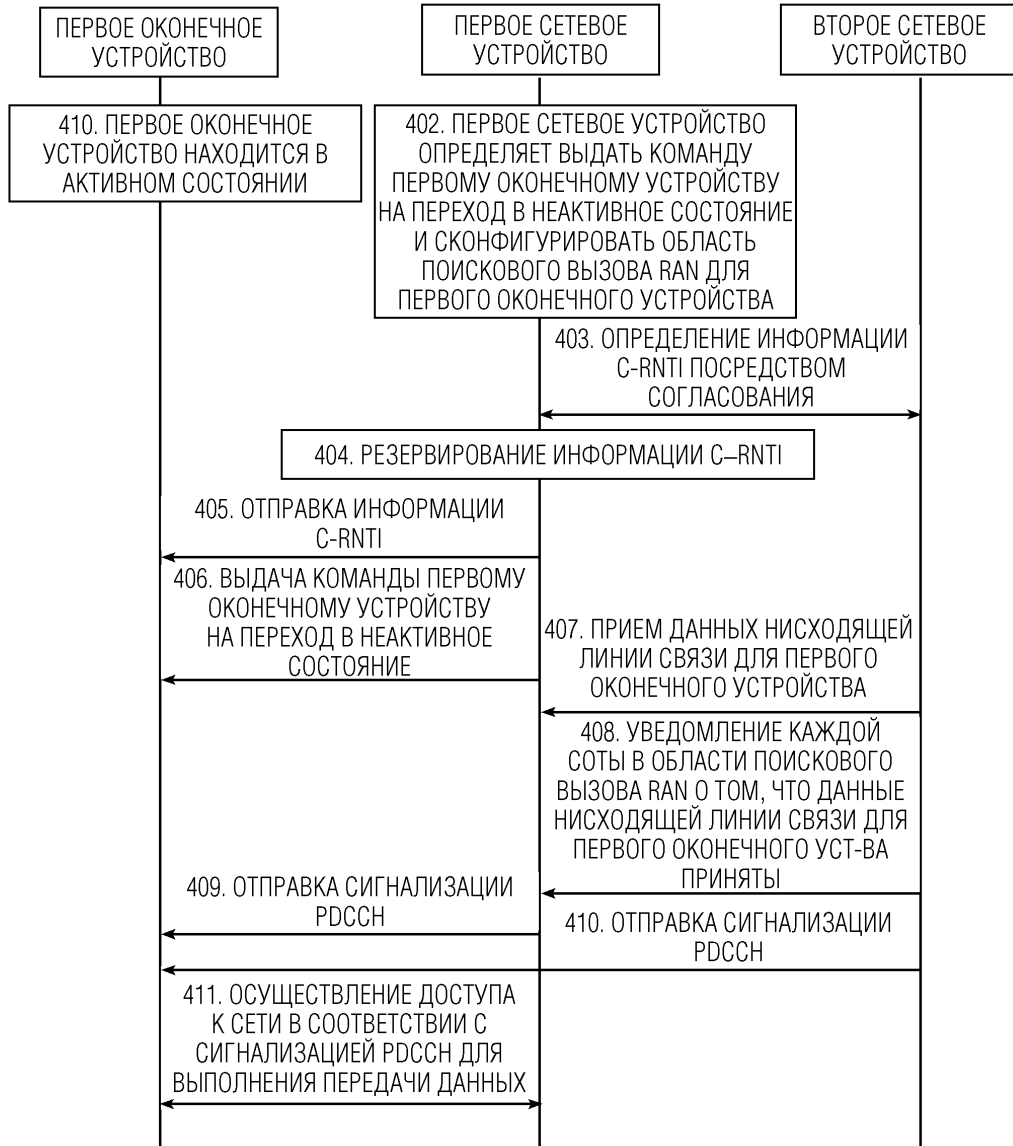 ПЕРВОЕ ОКОНЕЧНОЕ
УСТРОЙСТВО
ПЕРВОЕ СЕТЕВОЕ
УСТРОЙСТВО
ВТОРОЕ СЕТЕВОЕ
УСТРОЙСТВО
410. ПЕРВОЕ ОКОНЕЧНОЕ
УСТРОЙСТВО НАХОДИТСЯ В
АКТИВНОМ СОСТОЯНИИ
402. ПЕРВОЕ СЕТЕВОЕ УСТРОЙСТВО
ОПРЕДЕЛЯЕТ ВЫДАТЬ КОМАНДУ
ПЕРВОМУ ОКОНЕЧНОМУ УСТРОЙСТВУ
НА ПЕРЕХОД В НЕАКТИВНОЕ СОСТОЯНИЕ
И СКОНФИГУРИРОВАТЬ ОБЛАСТЬ
ПОИСКОВОГО ВЫЗОВА RAN ДЛЯ
ПЕРВОГО ОКОНЕЧНОГО УСТРОЙСТВА
403. ОПРЕДЕЛЕНИЕ ИНФОРМАЦИИ
C-RNTI ПОСРЕДСТВОМ
СОГЛАСОВАНИЯ
404. РЕЗЕРВИРОВАНИЕ ИНФОРМАЦИИ C–RNTI
405. ОТПРАВКА ИНФОРМАЦИИ
C-RNTI
406. ВЫДАЧА КОМАНДЫ ПЕРВОМУ
ОКОНЕЧНОМУ УСТРОЙСТВУ
НА ПЕРЕХОД В НЕАКТИВНОЕ
СОСТОЯНИЕ
407. ПРИЕМ ДАННЫХ НИСХОДЯЩЕЙ
ЛИНИИ СВЯЗИ ДЛЯ ПЕРВОГО
ОКОНЕЧНОГО УСТРОЙСТВА
408. УВЕДОМЛЕНИЕ КАЖДОЙ
СОТЫ В ОБЛАСТИ ПОИСКОВОГО
ВЫЗОВА RAN О ТОМ, ЧТО ДАННЫЕ
НИСХОДЯЩЕЙ ЛИНИИ СВЯЗИ ДЛЯ
ПЕРВОГО ОКОНЕЧНОГО УСТ-ВА
ПРИНЯТЫ
409. ОТПРАВКА СИГНАЛИЗАЦИИ
PDCCH
410. ОТПРАВКА СИГНАЛИЗАЦИИ
PDCCH
411. ОСУЩЕСТВЛЕНИЕ ДОСТУПА
К СЕТИ В СООТВЕТСТВИИ С
СИГНАЛИЗАЦИЕЙ PDCCH ДЛЯ
ВЫПОЛНЕНИЯ ПЕРЕДАЧИ ДАННЫХ